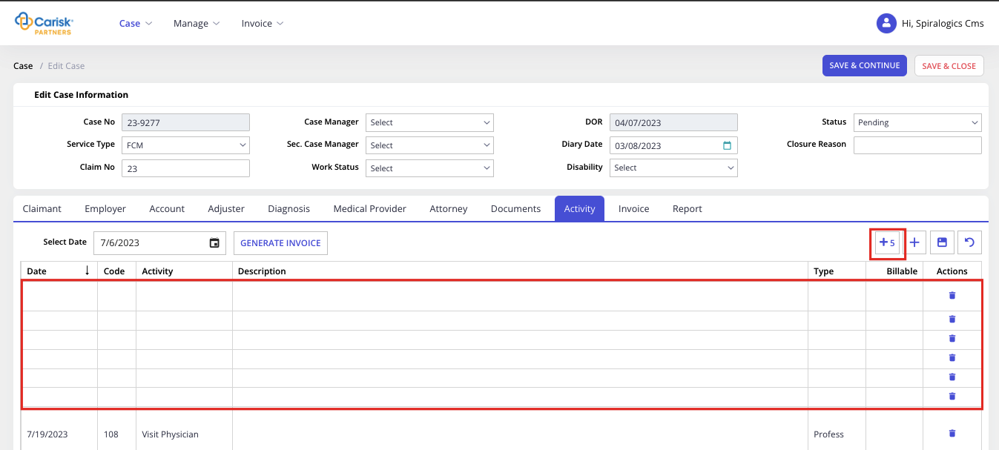 Carisk
PARTNERS
Case Manage Invoice
Hi, Spiralogics Cms
Case / Edit Case
SAVE & CONTINUE SAVE & CLOSE
Edit Case Information
Case No 23-9277 Case Manager Select DOR 04/07/2023 Status Pending
Service Type FCM Sec. Case Manager Select Diary Date 03/08/2023 Closure Reason
Claim No 23 Work Status Select Disability Select
Claimant Employer Account Adjuster Diagnosis Medical Provider Attorney Documents Activity Invoice Report
Select Date 7/6/2023 GENERATE INVOICE +5 +
Date Code Activity Description Type Billable Actions
7/19/2023 108 Visit Physician Profess